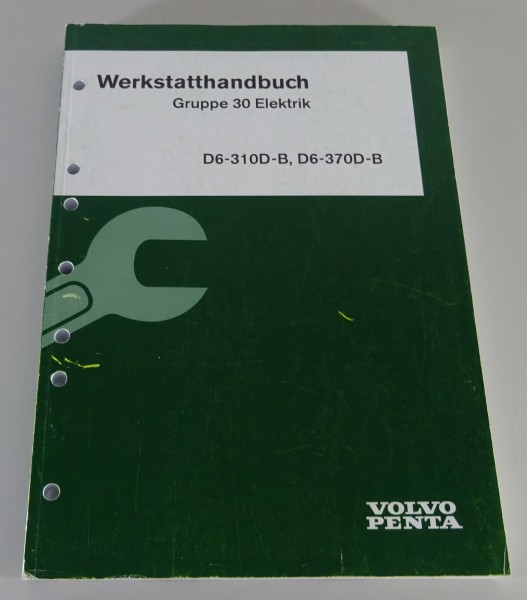 Werkstatthandbuch
Gruppe 30 Elektrik
D6-310D-B, D6-370D-B
VOLVO
PENTA